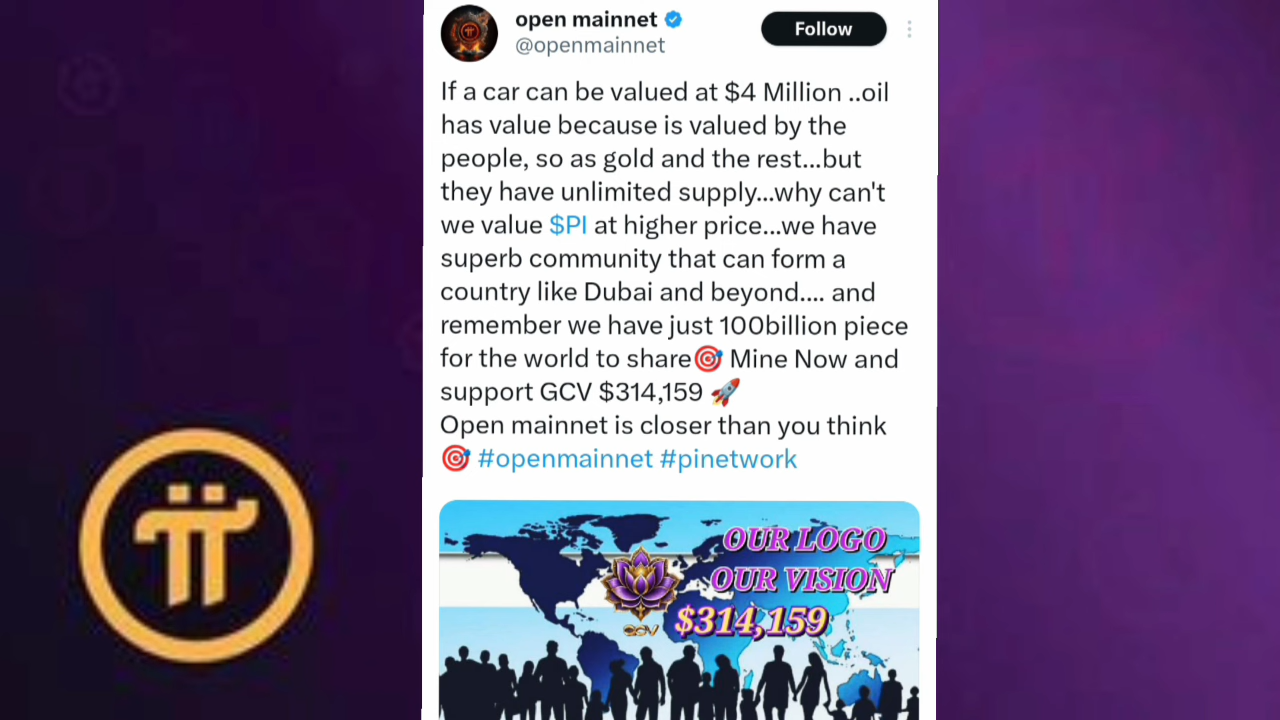 open mainnet
@openmainnet
Follow
If a car can be valued at $4 Million ..oil
has value because is valued by the
people, so as gold and the rest...but
they have unlimited supply...why can't
we value $PI at higher price...we have
superb community that can form a
country like Dubai and beyond.... and
remember we have just 100billion piece
for the world to share🎯 Mine Now and
support GCV $314,159 🚀
Open mainnet is closer than you think
🎯 #openmainnet #pinetwork
OUR LOGO
OUR VISION
$314,159
GCV